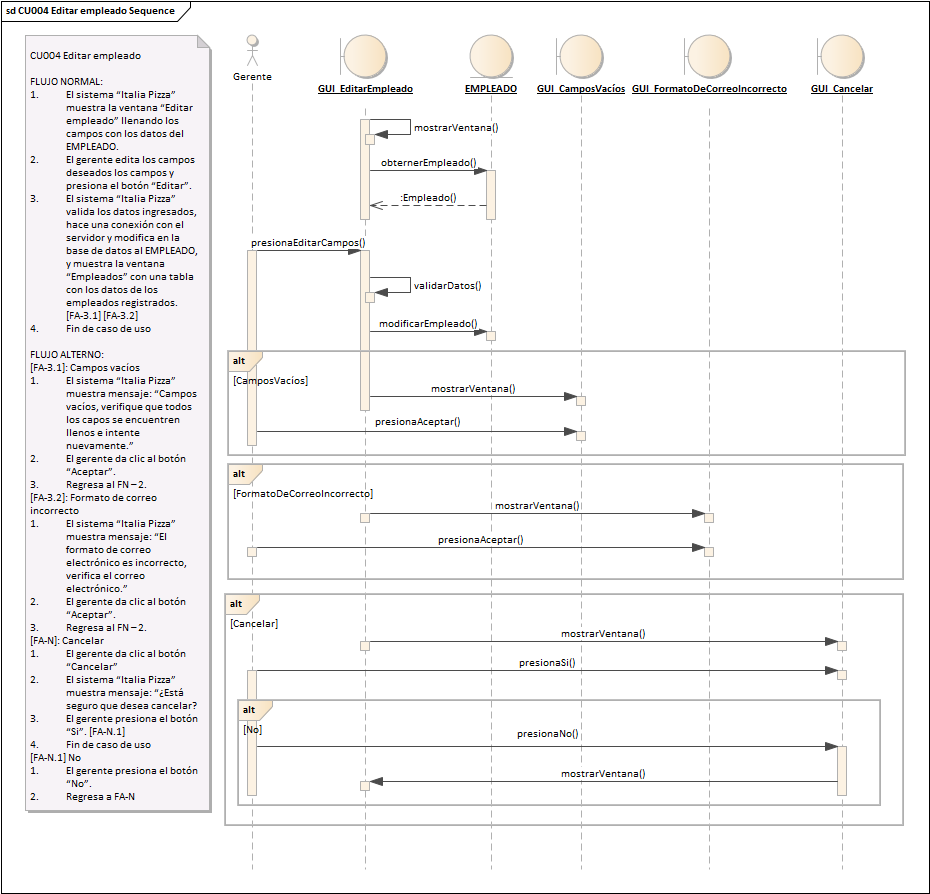 sd CU004 Editar empleado Sequence
CU004 Editar empleado
FLUJO NORMAL:
1. El sistema “Italia Pizza”
muestra la ventana “Editar
empleado” llenando los
campos con los datos del
EMPLEADO.
2. El gerente edita los campos
deseados los campos y
presiona el botón “Editar”.
3. El sistema “Italia Pizza”
valida los datos ingresados,
hace una conexión con el
servidor y modifica en la
base de datos al EMPLEADO,
y muestra la ventana
“Empleados” con una tabla
con los datos de los
empleados registrados.
[FA-3.1] [FA-3.2]
4. Fin de caso de uso
FLUJO ALTERNO:
[FA-3.1]: Campos vacíos
1. El sistema “Italia Pizza”
muestra mensaje: “Campos
vacíos, verifique que todos
los capos se encuentren
llenos e intente
nuevamente.”
2. El gerente da clic al botón
“Aceptar”.
3. Regresa al FN – 2.
[FA-3.2]: Formato de correo
incorrecto
1. El sistema “Italia Pizza”
muestra mensaje: “El
formato de correo
electrónico es incorrecto,
verifica el correo
electrónico.”
2. El gerente da clic al botón
“Aceptar”.
3. Regresa al FN – 2.
[FA-N]: Cancelar
1. El gerente da clic al botón
“Cancelar”
2. El sistema “Italia Pizza”
muestra mensaje: “¿Está
seguro que desea cancelar?
3. El gerente presiona el botón
“Si”. [FA-N.1]
4. Fin de caso de uso
[FA-N.1] No
1. El gerente presiona el botón
“No”.
2. Regresa a FA-N
Gerente
GUI_EditarEmpleado
EMPLEADO
GUI_CamposVacíos
GUI_FormatoDeCorreoIncorrecto
GUI_Cancelar
mostrarVentana()
obternerEmpleado()
:Empleado()
presionaEditarCampos()
validarDatos()
modificarEmpleado()
alt
[CamposVacíos]
mostrarVentana()
presionaAceptar()
alt
[FormatoDeCorreoIncorrecto]
mostrarVentana()
presionaAceptar()
alt
[Cancelar]
mostrarVentana()
presionaSi()
alt
[No]
presionaNo()
mostrarVentana()